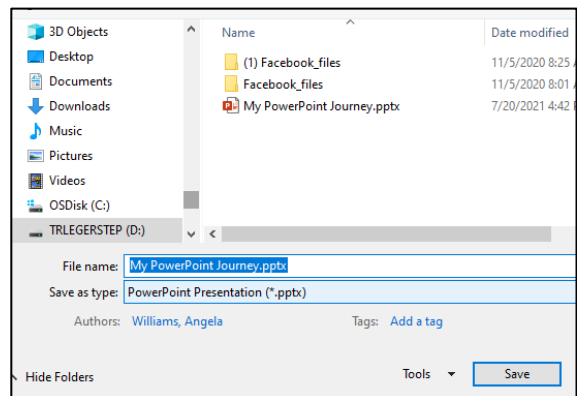 3D Objects
Desktop
Documents
Downloads
Music
Pictures
Videos
OSDisk (C:)
TRLEGERSTEP (D:)
Name Date modified
(1) Facebook_files 11/5/2020 8:25
Facebook_files 11/5/2020 8:01
My PowerPoint Journey.pptx 7/20/2021 4:42
File name: My PowerPoint Journey.pptx
Save as type: PowerPoint Presentation (*.pptx)
Authors: Williams, Angela Tags: Add a tag
Hide Folders Tools Save